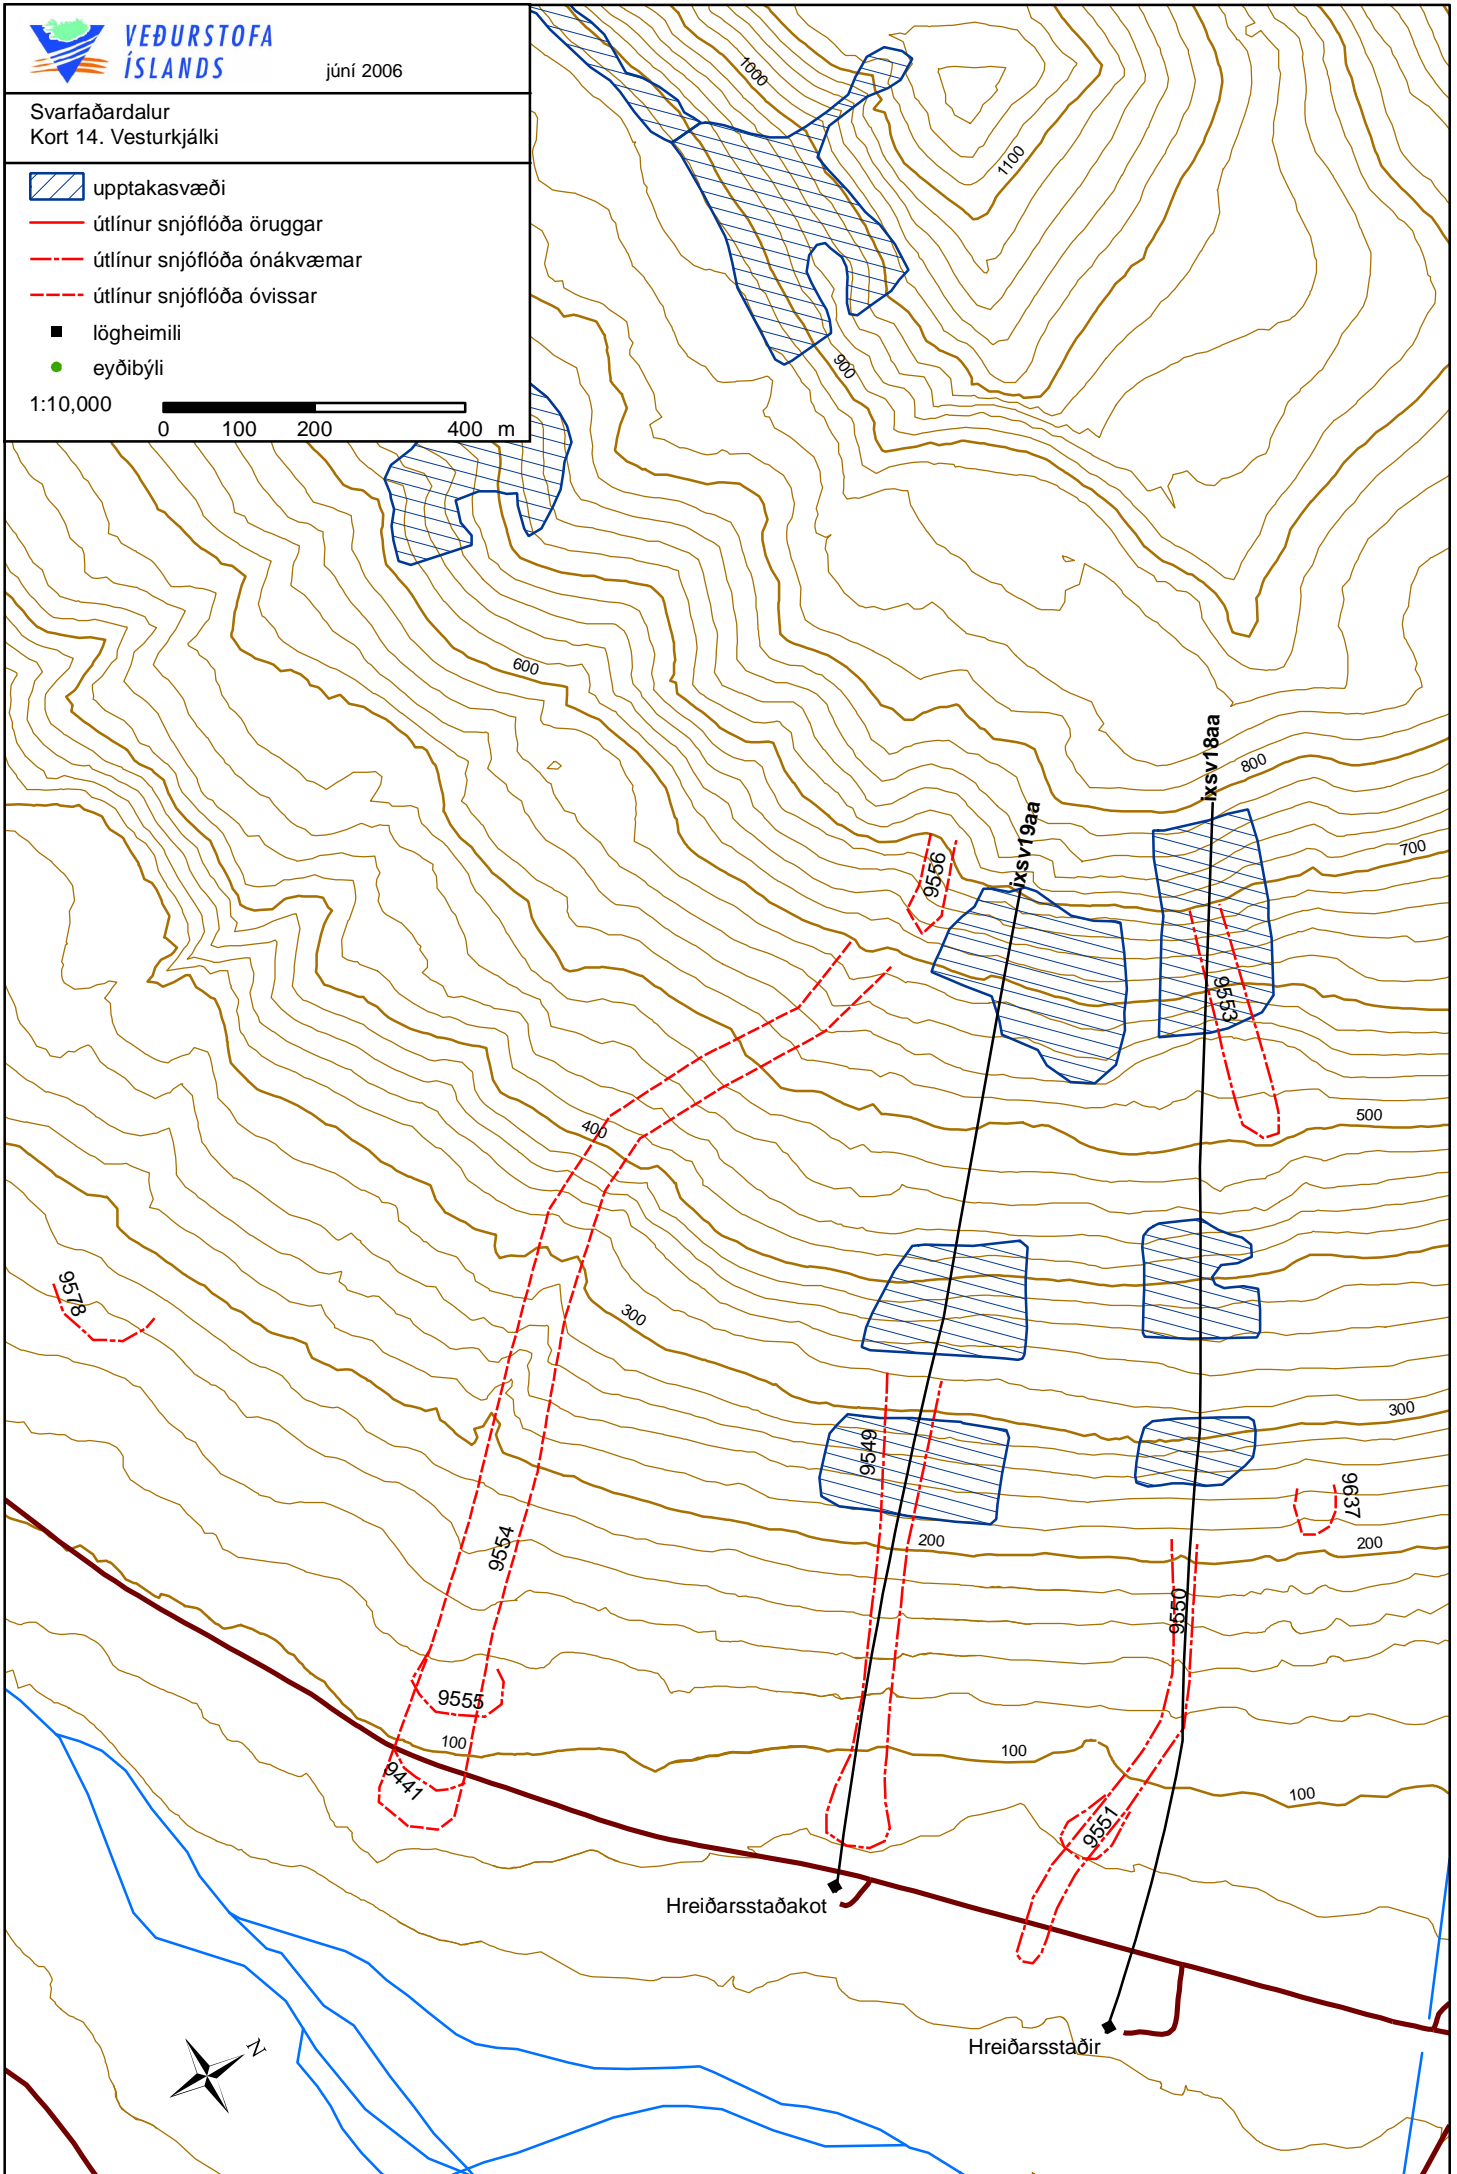 VEÐURSTOFA
ÍSLANDS
júní 2006
Svarfaðardalur
Kort 14. Vesturkjálki
upptakasvæði
útlínur snjóflóða öruggar
útlínur snjóflóða ónákvæmar
útlínur snjóflóða óvissar
lögheimili
eyðibýli
1:10,000
0 100 200 400 m
1000
1100
900
600
ixsv18aa
800
ixsv19aa
700
9556
9553
500
400
9578
300
300
9549
9637
200
200
9554
9550
9555
100
100
9441
100
9551
Hreiðarsstaðakot
Hreiðarsstaðir
N